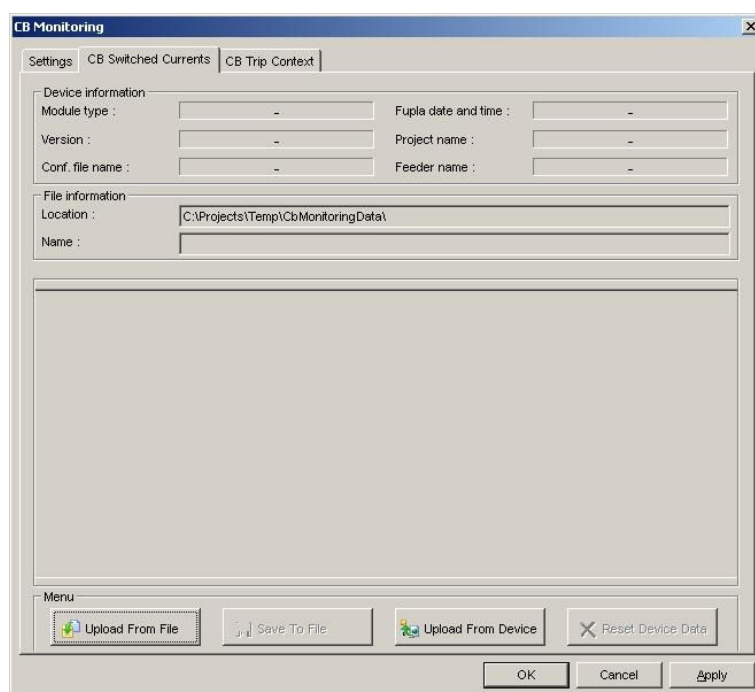 CB Monitoring
Settings CB Switched Currents CB Trip Context
Device information
Module type : - Fupla date and time : -
Version : - Project name : -
Conf. file name : - Feeder name : -
File information
Location : C:\Projects\Temp\CbMonitoringData\
Name :
Menu
Upload From File Save To File Upload From Device Reset Device Data
OK Cancel Apply